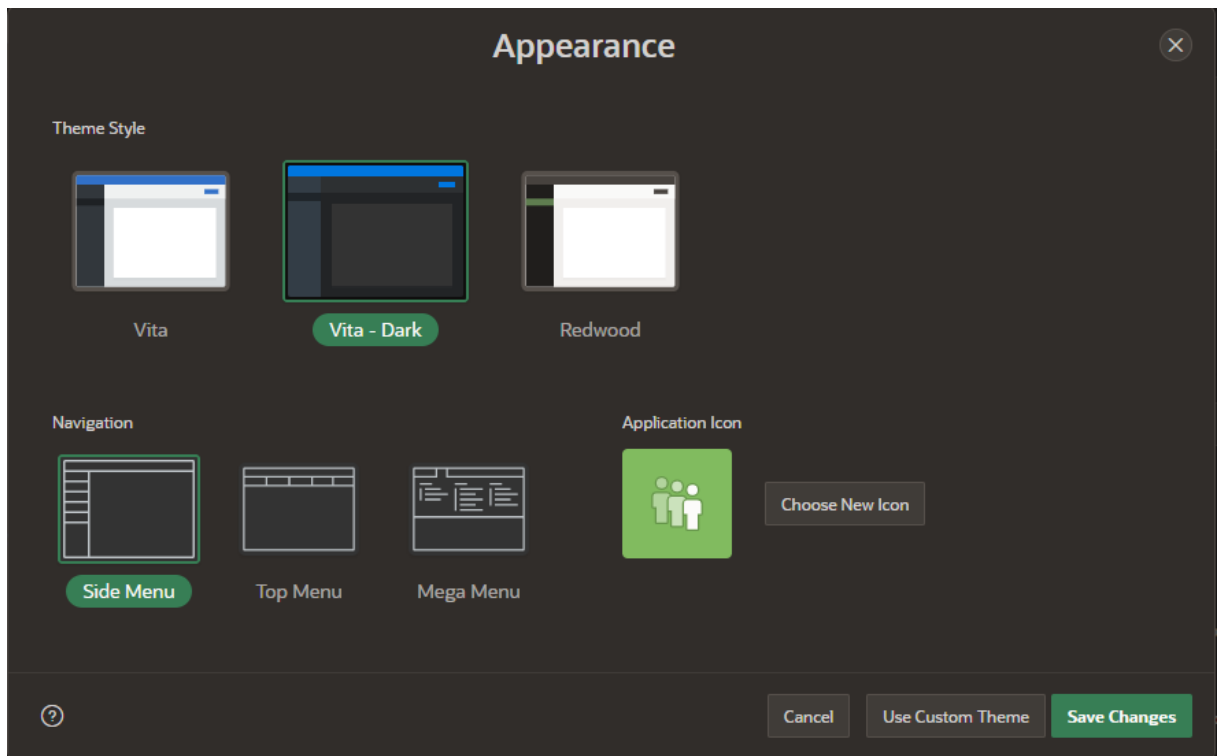 Appearance
Theme Style
Vita
Vita - Dark
Redwood
Navigation
Application Icon
Choose New Icon
Side Menu
Top Menu
Mega Menu
Cancel
Use Custom Theme
Save Changes